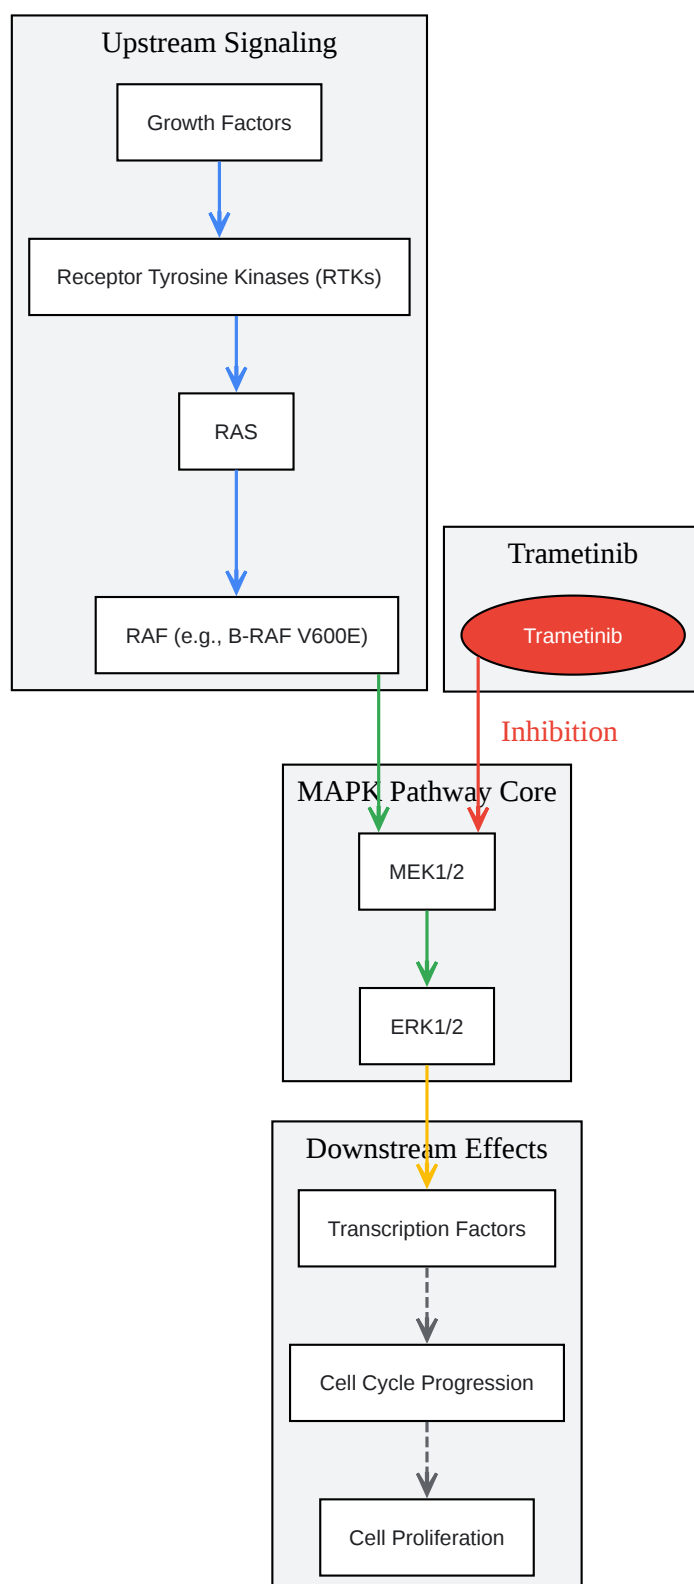 Upstream Signaling
Growth Factors
Receptor Tyrosine Kinases (RTKs)
RAS
RAF (e.g., B-RAF V600E)
Trametinib
Trametinib
Inhibition
MAPK Pathway Core
MEK1/2
ERK1/2
Downstream Effects
Transcription Factors
Cell Cycle Progression
Cell Proliferation